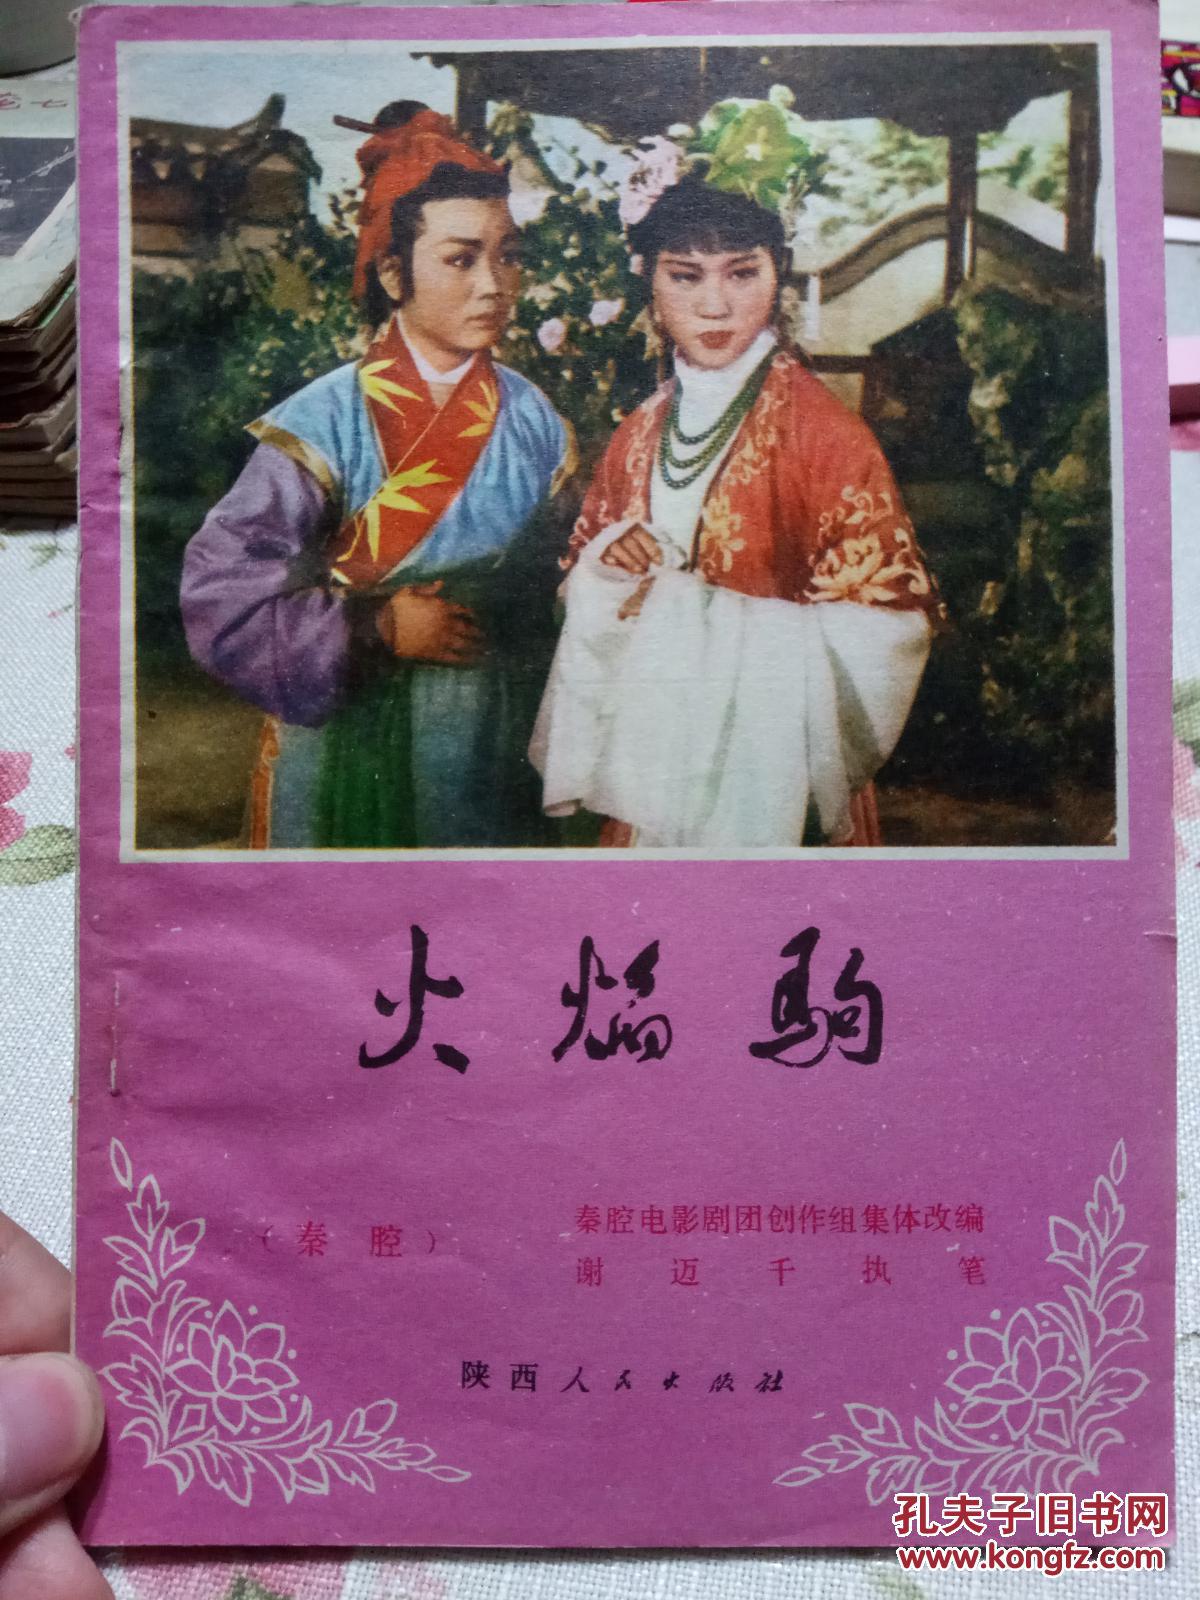 火焰驹
（秦腔）
秦腔电影剧团创作组集体改编
谢迈千执笔
陕西人民出版社
孔夫子旧书网
www.kongfz.com